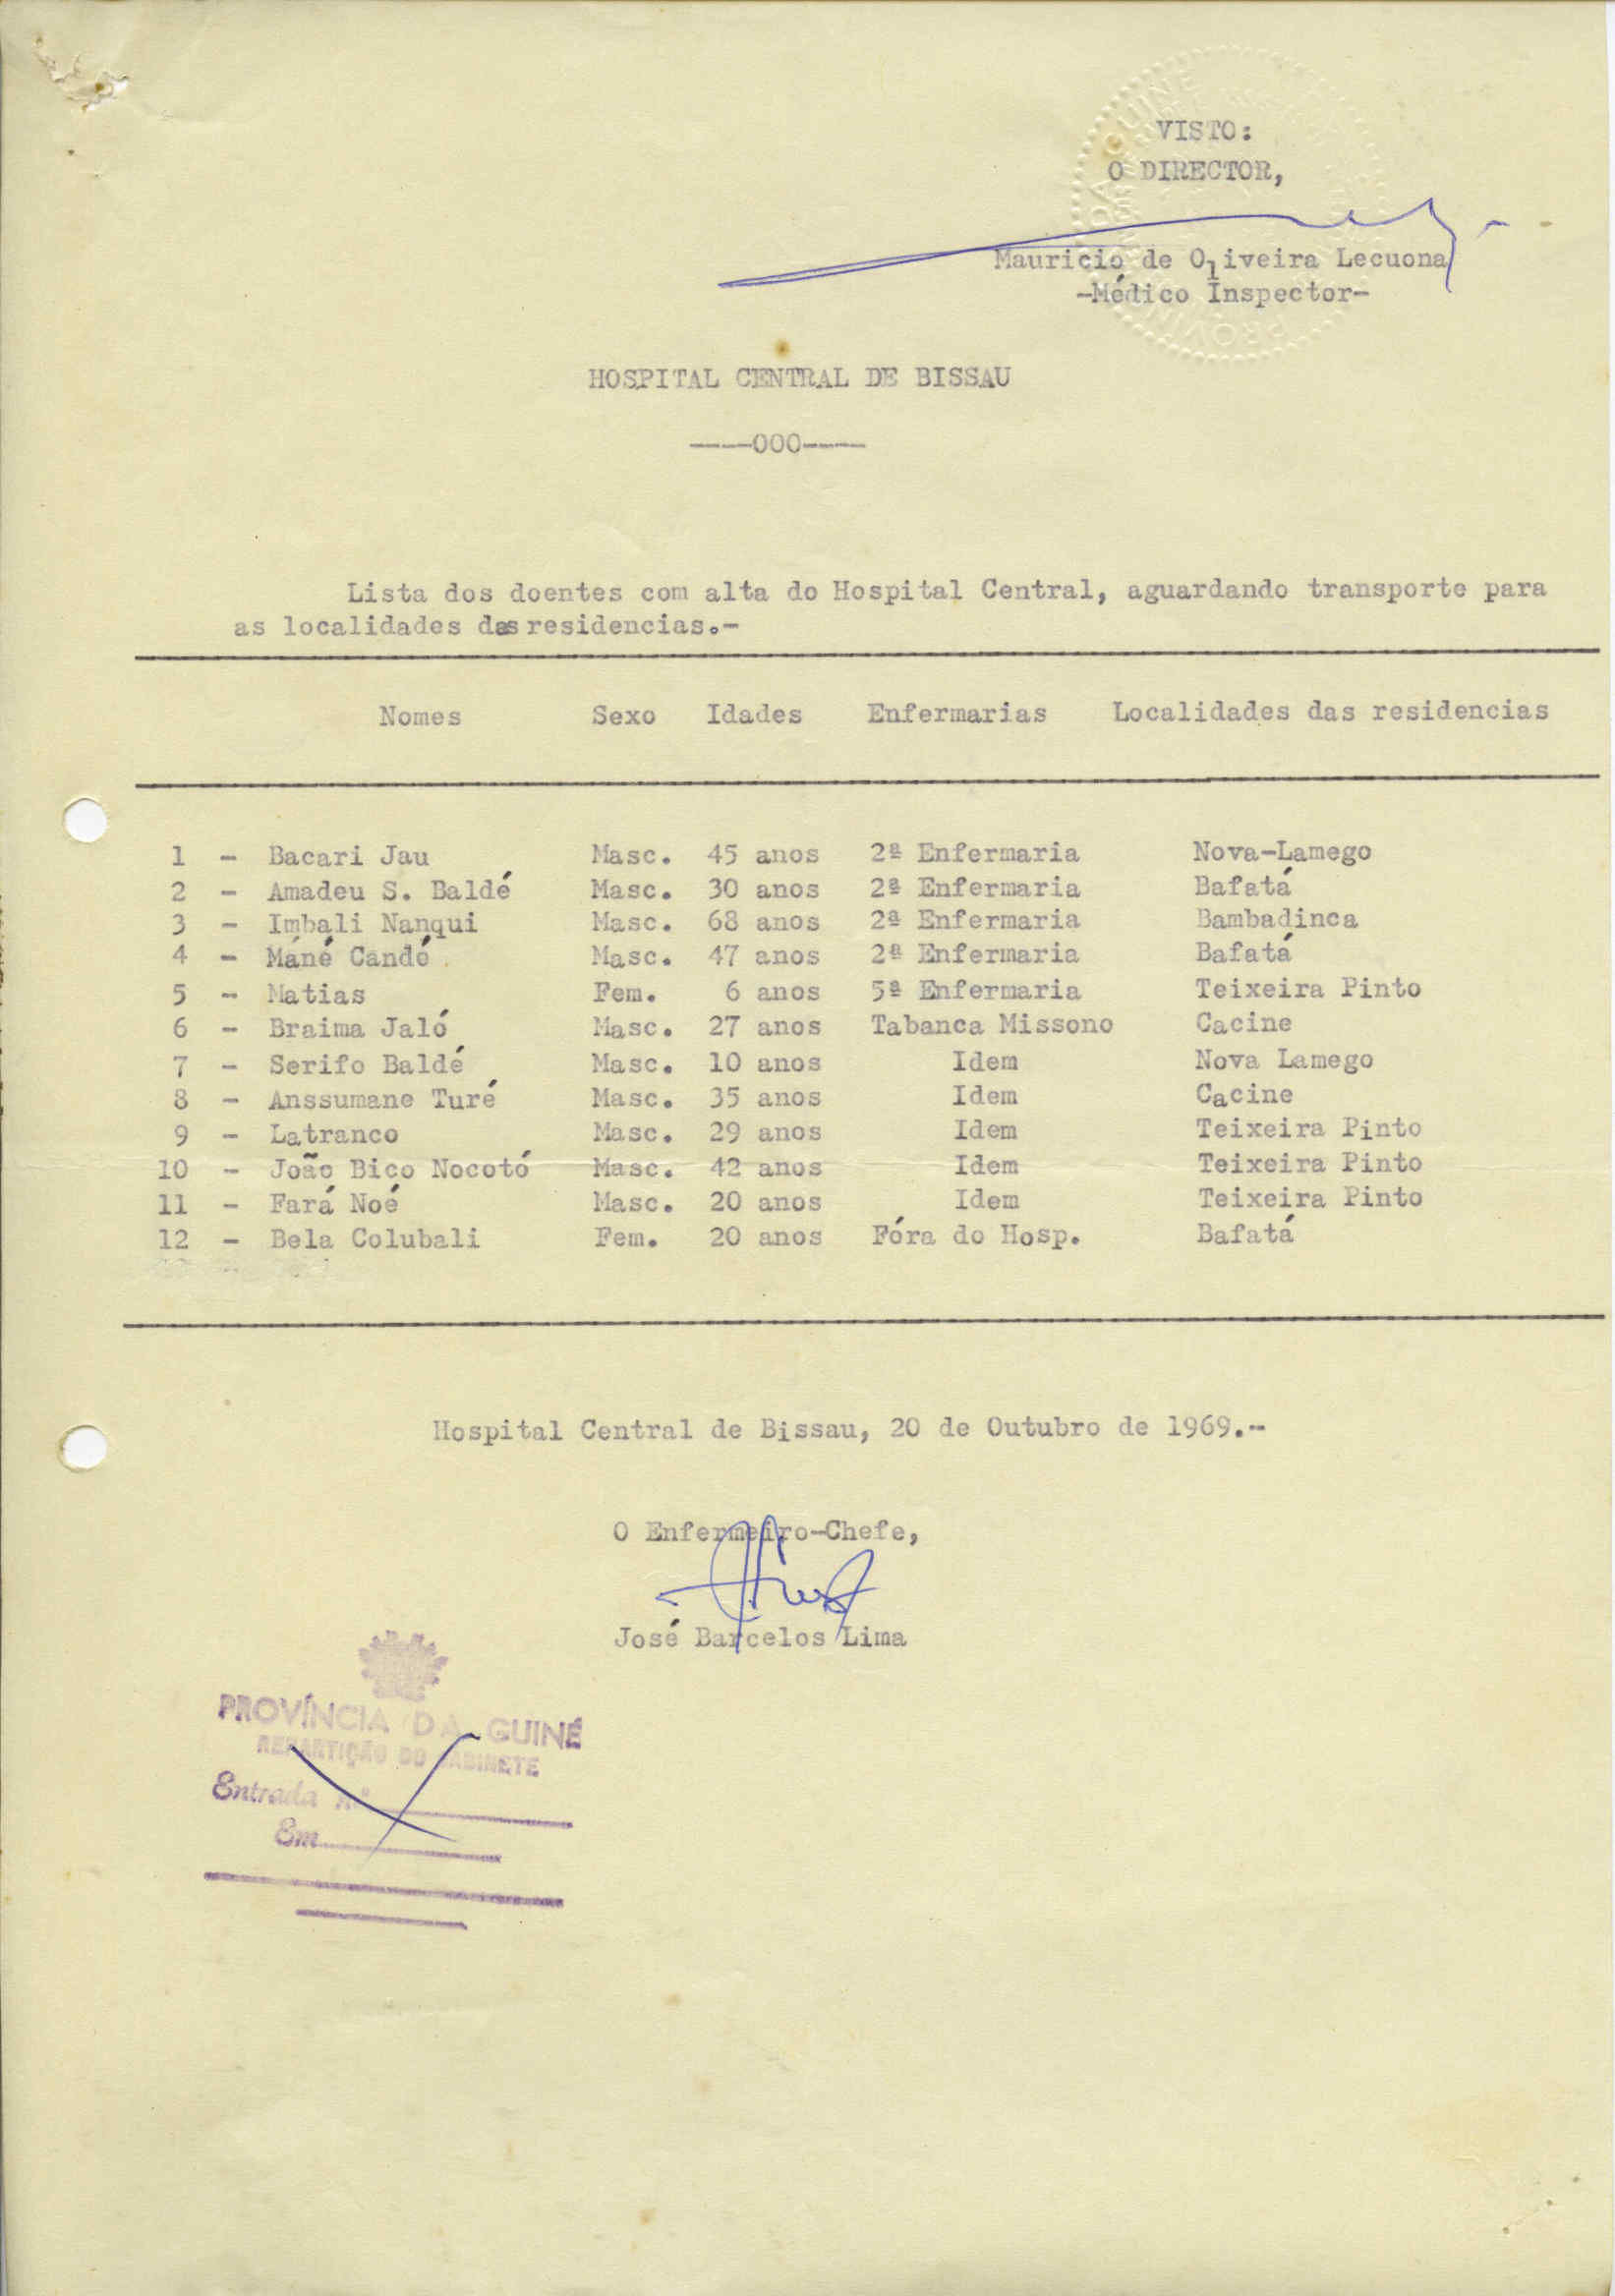 VISTO:
O DIRECTOR,
Mauricio de Oliveira Lecuona
-Médico Inspector-
HOSPITAL CENTRAL DE BISSAU
----000----
Lista dos doentes com alta do Hospital Central, aguardando transporte para
as localidades das residencias.-
Nomes Sexo Idades Enfermarias Localidades das residencias
1 - Bacari Jau Masc. 45 anos 2ª Enfermaria Nova-Lamego
2 - Amadeu S. Baldé Masc. 30 anos 2ª Enfermaria Bafatá
3 - Imbali Nanqui Masc. 68 anos 2ª Enfermaria Bambadinca
4 - Máné Candé Masc. 47 anos 2ª Enfermaria Bafatá
5 - Matias Fem. 6 anos 5ª Enfermaria Teixeira Pinto
6 - Braima Jaló Masc. 27 anos Tabanca Missono Cacine
7 - Serifo Baldé Masc. 10 anos Idem Nova Lamego
8 - Anssumane Turé Masc. 35 anos Idem Cacine
9 - Latranco Masc. 29 anos Idem Teixeira Pinto
10 - João Bico Nocotó Masc. 42 anos Idem Teixeira Pinto
11 - Fará Noé Masc. 20 anos Idem Teixeira Pinto
12 - Bela Colubali Fem. 20 anos Fóra do Hosp. Bafatá
Hospital Central de Bissau, 20 de Outubro de 1969.-
O Enfermeiro-Chefe,
José Barcelos Lima
PROVÍNCIA DA GUINÉ
REPARTIÇÃO DO GABINETE
Entrada n.º
Em